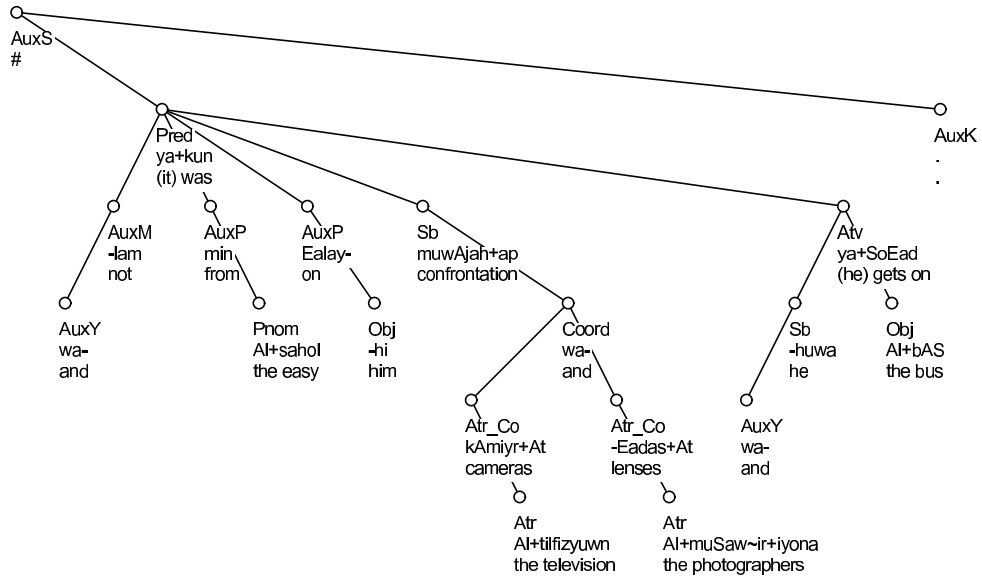 AuxS
#
Pred
ya+kun
(it) was
AuxK
.
.
AuxM
-lam
not
AuxP
min
from
AuxP
Ealay-
on
Sb
muwAjah+ap
confrontation
Atv
ya+SoEad
(he) gets on
AuxY
wa-
and
Pnom
Al+sahol
the easy
Obj
-hi
him
Coord
wa-
and
Sb
-huwa
he
Obj
Al+bAS
the bus
Atr_Co
kAmiyr+At
cameras
Atr_Co
-Eadas+At
lenses
AuxY
wa-
and
Atr
Al+tilfizyuwn
the television
Atr
Al+muSaw~ir+iyona
the photographers